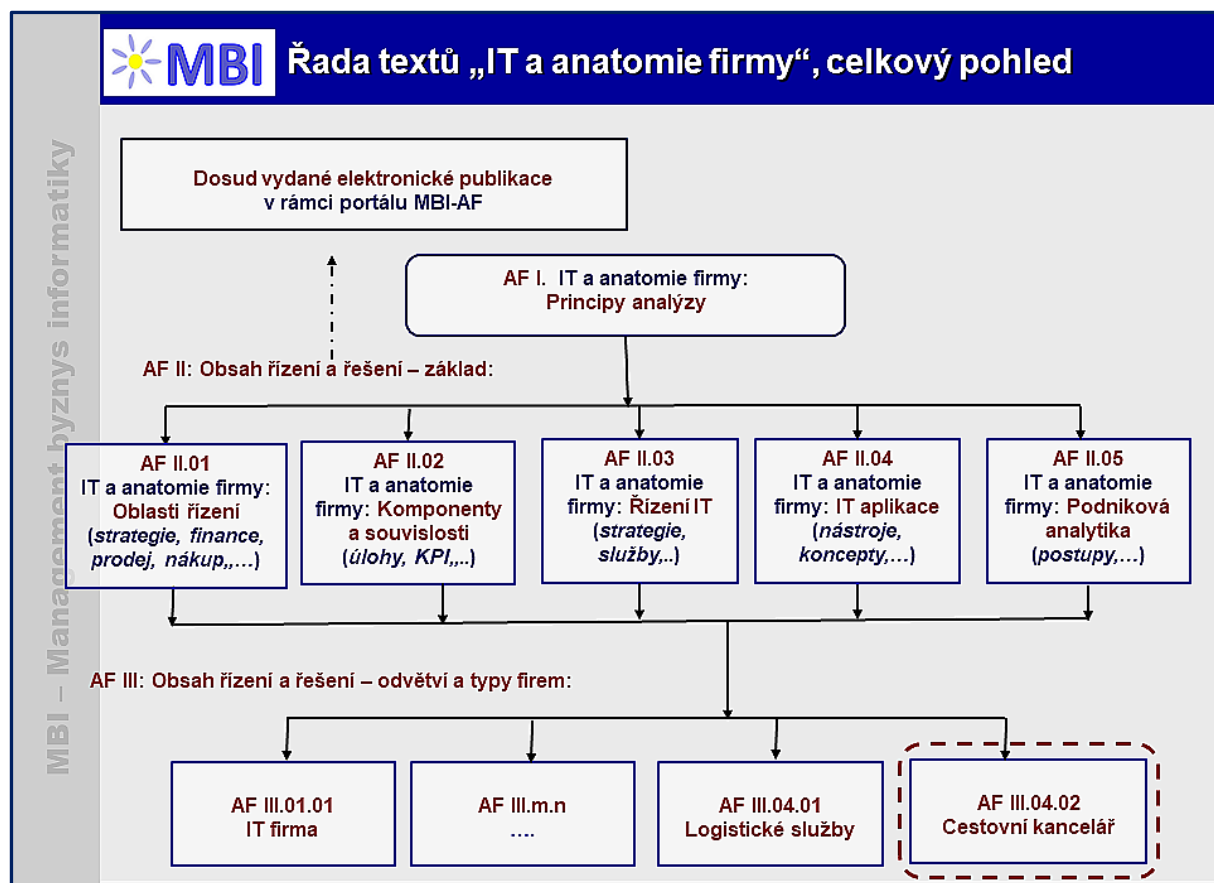 MBI
Řada textů „IT a anatomie firmy“, celkový pohled
MBI – Management byznys informatiky
Dosud vydané elektronické publikace
v rámci portálu MBI-AF
AF I. IT a anatomie firmy:
Principy analýzy
AF II: Obsah řízení a řešení – základ:
AF II.01
IT a anatomie firmy:
Oblasti řízení
(strategie, finance,
prodej, nákup,,…)
AF II.02
IT a anatomie
firmy: Komponenty
a souvislosti
(úlohy, KPI,,..)
AF II.03
IT a anatomie
firmy: Řízení IT
(strategie,
služby,..)
AF II.04
IT a anatomie
firmy: IT aplikace
(nástroje,
koncepty,…)
AF II.05
IT a anatomie
firmy: Podniková
analytika
(postupy,…)
AF III: Obsah řízení a řešení – odvětví a typy firem:
AF III.01.01
IT firma
AF III.m.n
….
AF III.04.01
Logistické služby
AF III.04.02
Cestovní kancelář